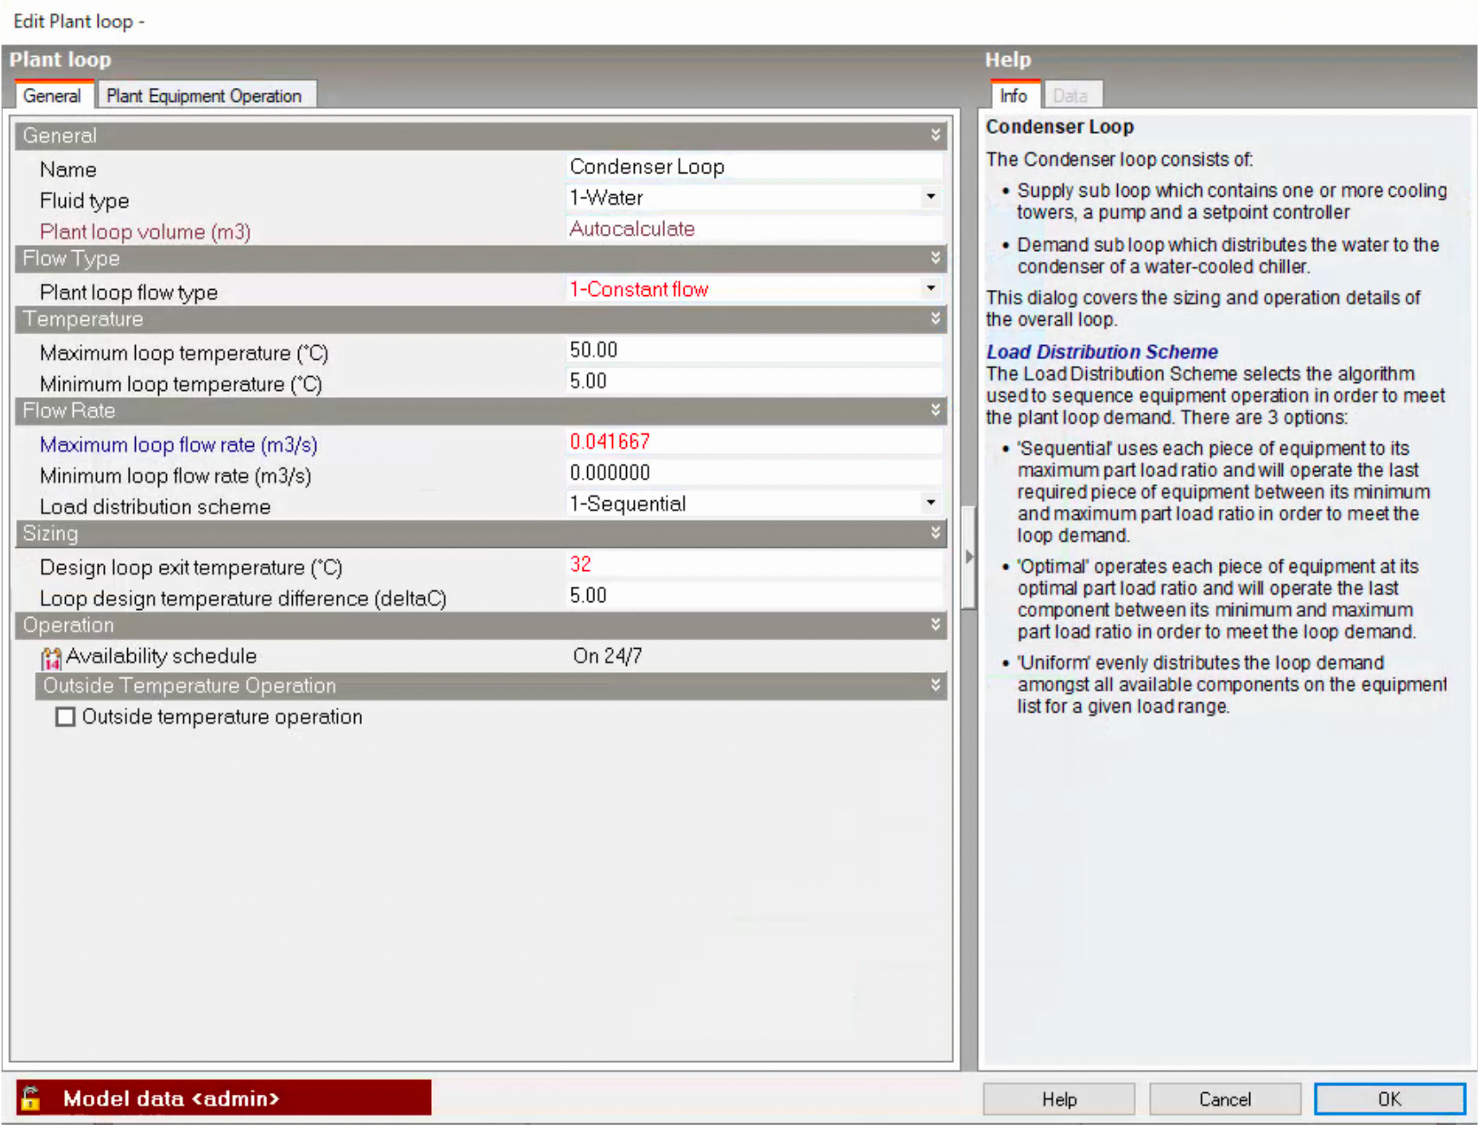 Edit Plant loop -
Plant loop
General
Plant Equipment Operation
General
Name
Condenser Loop
Fluid type
1-Water
Plant loop volume (m3)
Autocalculate
Flow Type
Plant loop flow type
1-Constant flow
Temperature
Maximum loop temperature (°C)
50.00
Minimum loop temperature (°C)
5.00
Flow Rate
Maximum loop flow rate (m3/s)
0.041667
Minimum loop flow rate (m3/s)
0.000000
Load distribution scheme
1-Sequential
Sizing
Design loop exit temperature (°C)
32
Loop design temperature difference (deltaC)
5.00
Operation
14
Availability schedule
On 24/7
Outside Temperature Operation
Outside temperature operation
Help
Info
Data
Condenser Loop
The Condenser loop consists of:
• Supply sub loop which contains one or more cooling
towers, a pump and a setpoint controller
• Demand sub loop which distributes the water to the
condenser of a water-cooled chiller.
This dialog covers the sizing and operation details of
the overall loop.
Load Distribution Scheme
The Load Distribution Scheme selects the algorithm
used to sequence equipment operation in order to meet
the plant loop demand. There are 3 options:
• 'Sequential' uses each piece of equipment to its
maximum part load ratio and will operate the last
required piece of equipment between its minimum
and maximum part load ratio in order to meet the
loop demand.
• 'Optimal' operates each piece of equipment at its
optimal part load ratio and will operate the last
component between its minimum and maximum
part load ratio in order to meet the loop demand.
• 'Uniform' evenly distributes the loop demand
amongst all available components on the equipment
list for a given load range.
Model data <admin>
Help
Cancel
OK